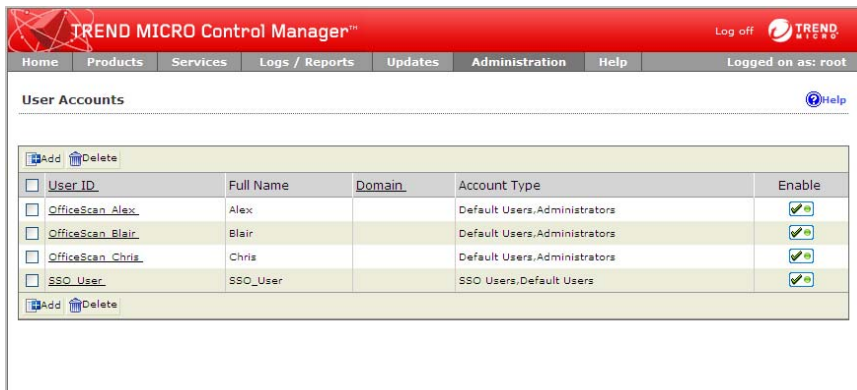 TREND MICRO Control Manager™
Log off
TREND MICRO
Home Products Services Logs / Reports Updates Administration Help Logged on as: root
User Accounts
Help
Add Delete
User ID Full Name Domain Account Type Enable
OfficeScan_Alex Alex Default Users,Administrators
OfficeScan_Blair Blair Default Users,Administrators
OfficeScan_Chris Chris Default Users,Administrators
SSO_User SSO_User SSO Users,Default Users
Add Delete